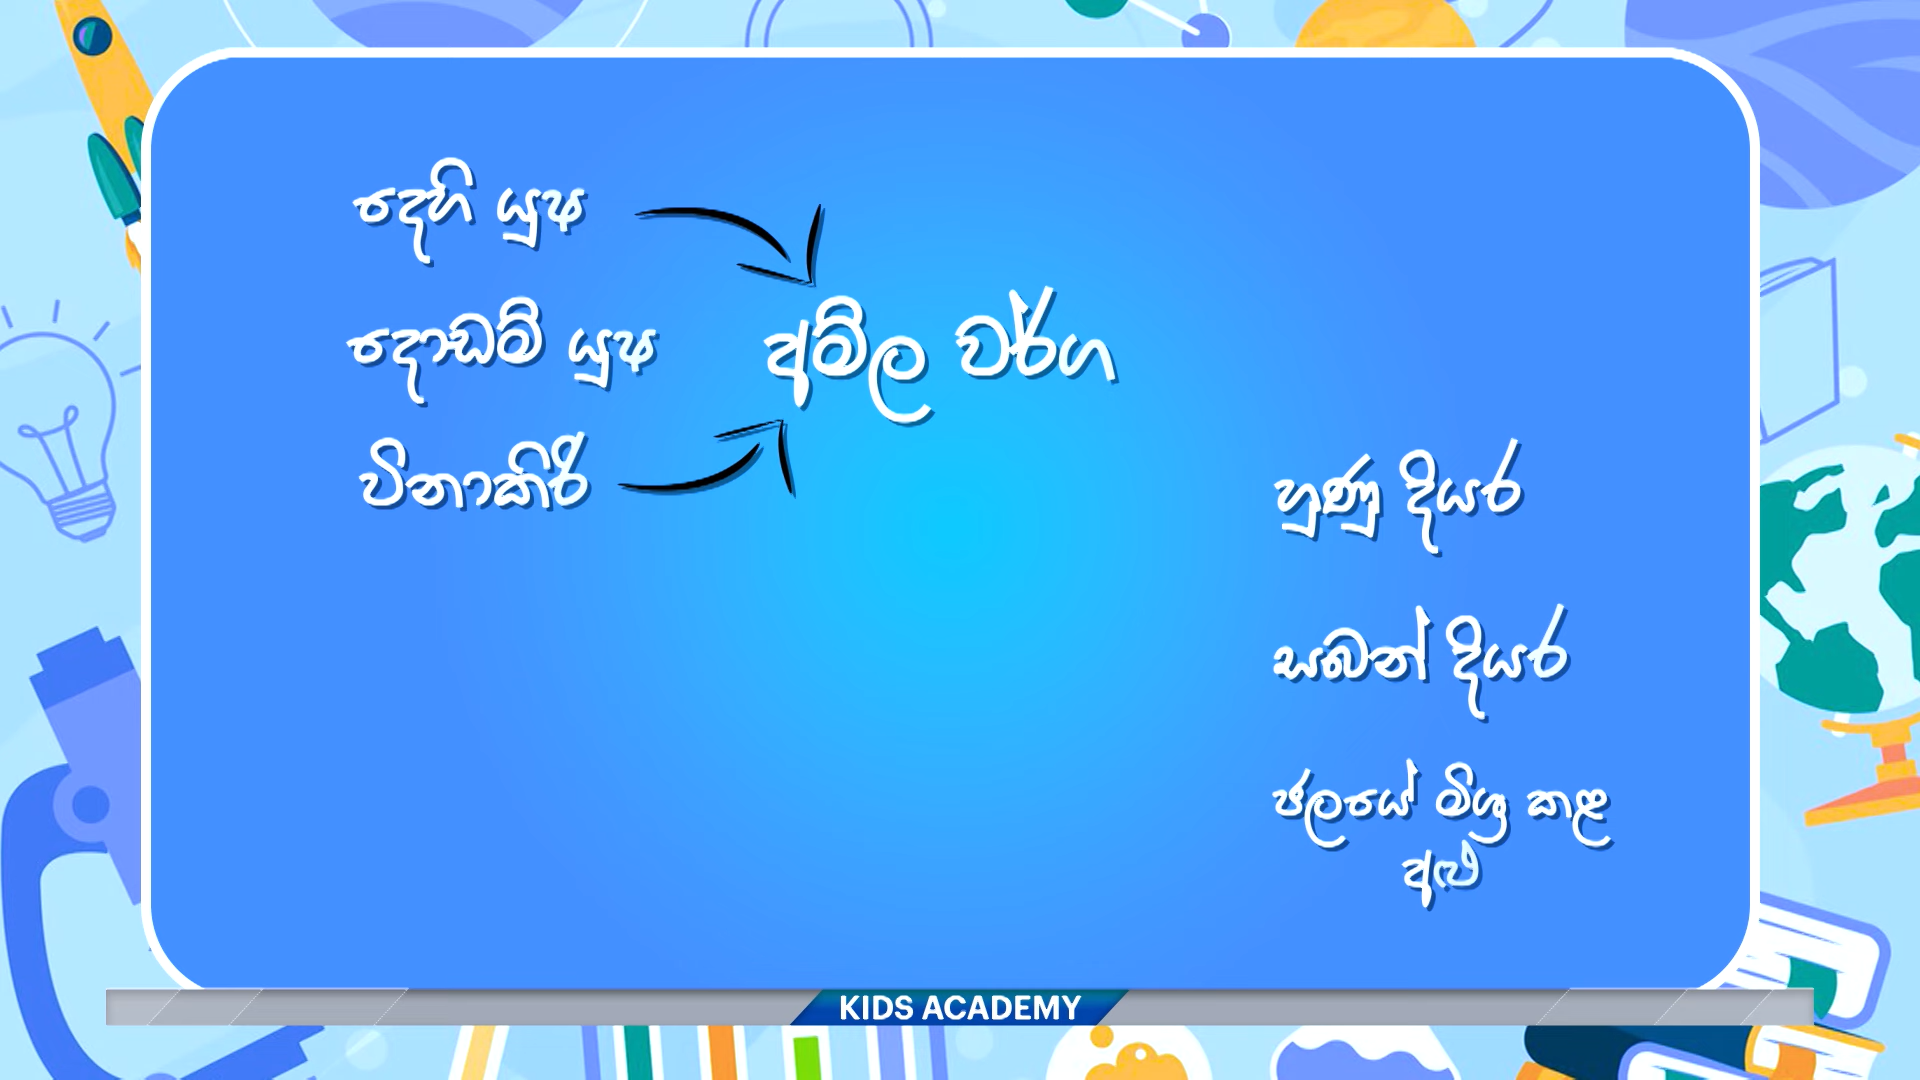 දෙහි යුෂ
දොඩම් යුෂ
විනාකිරි
අම්ල වර්ග
හුණු දියර
සබන් දියර
ජලයේ මිශ්‍ර කළ
අළු
KIDS ACADEMY